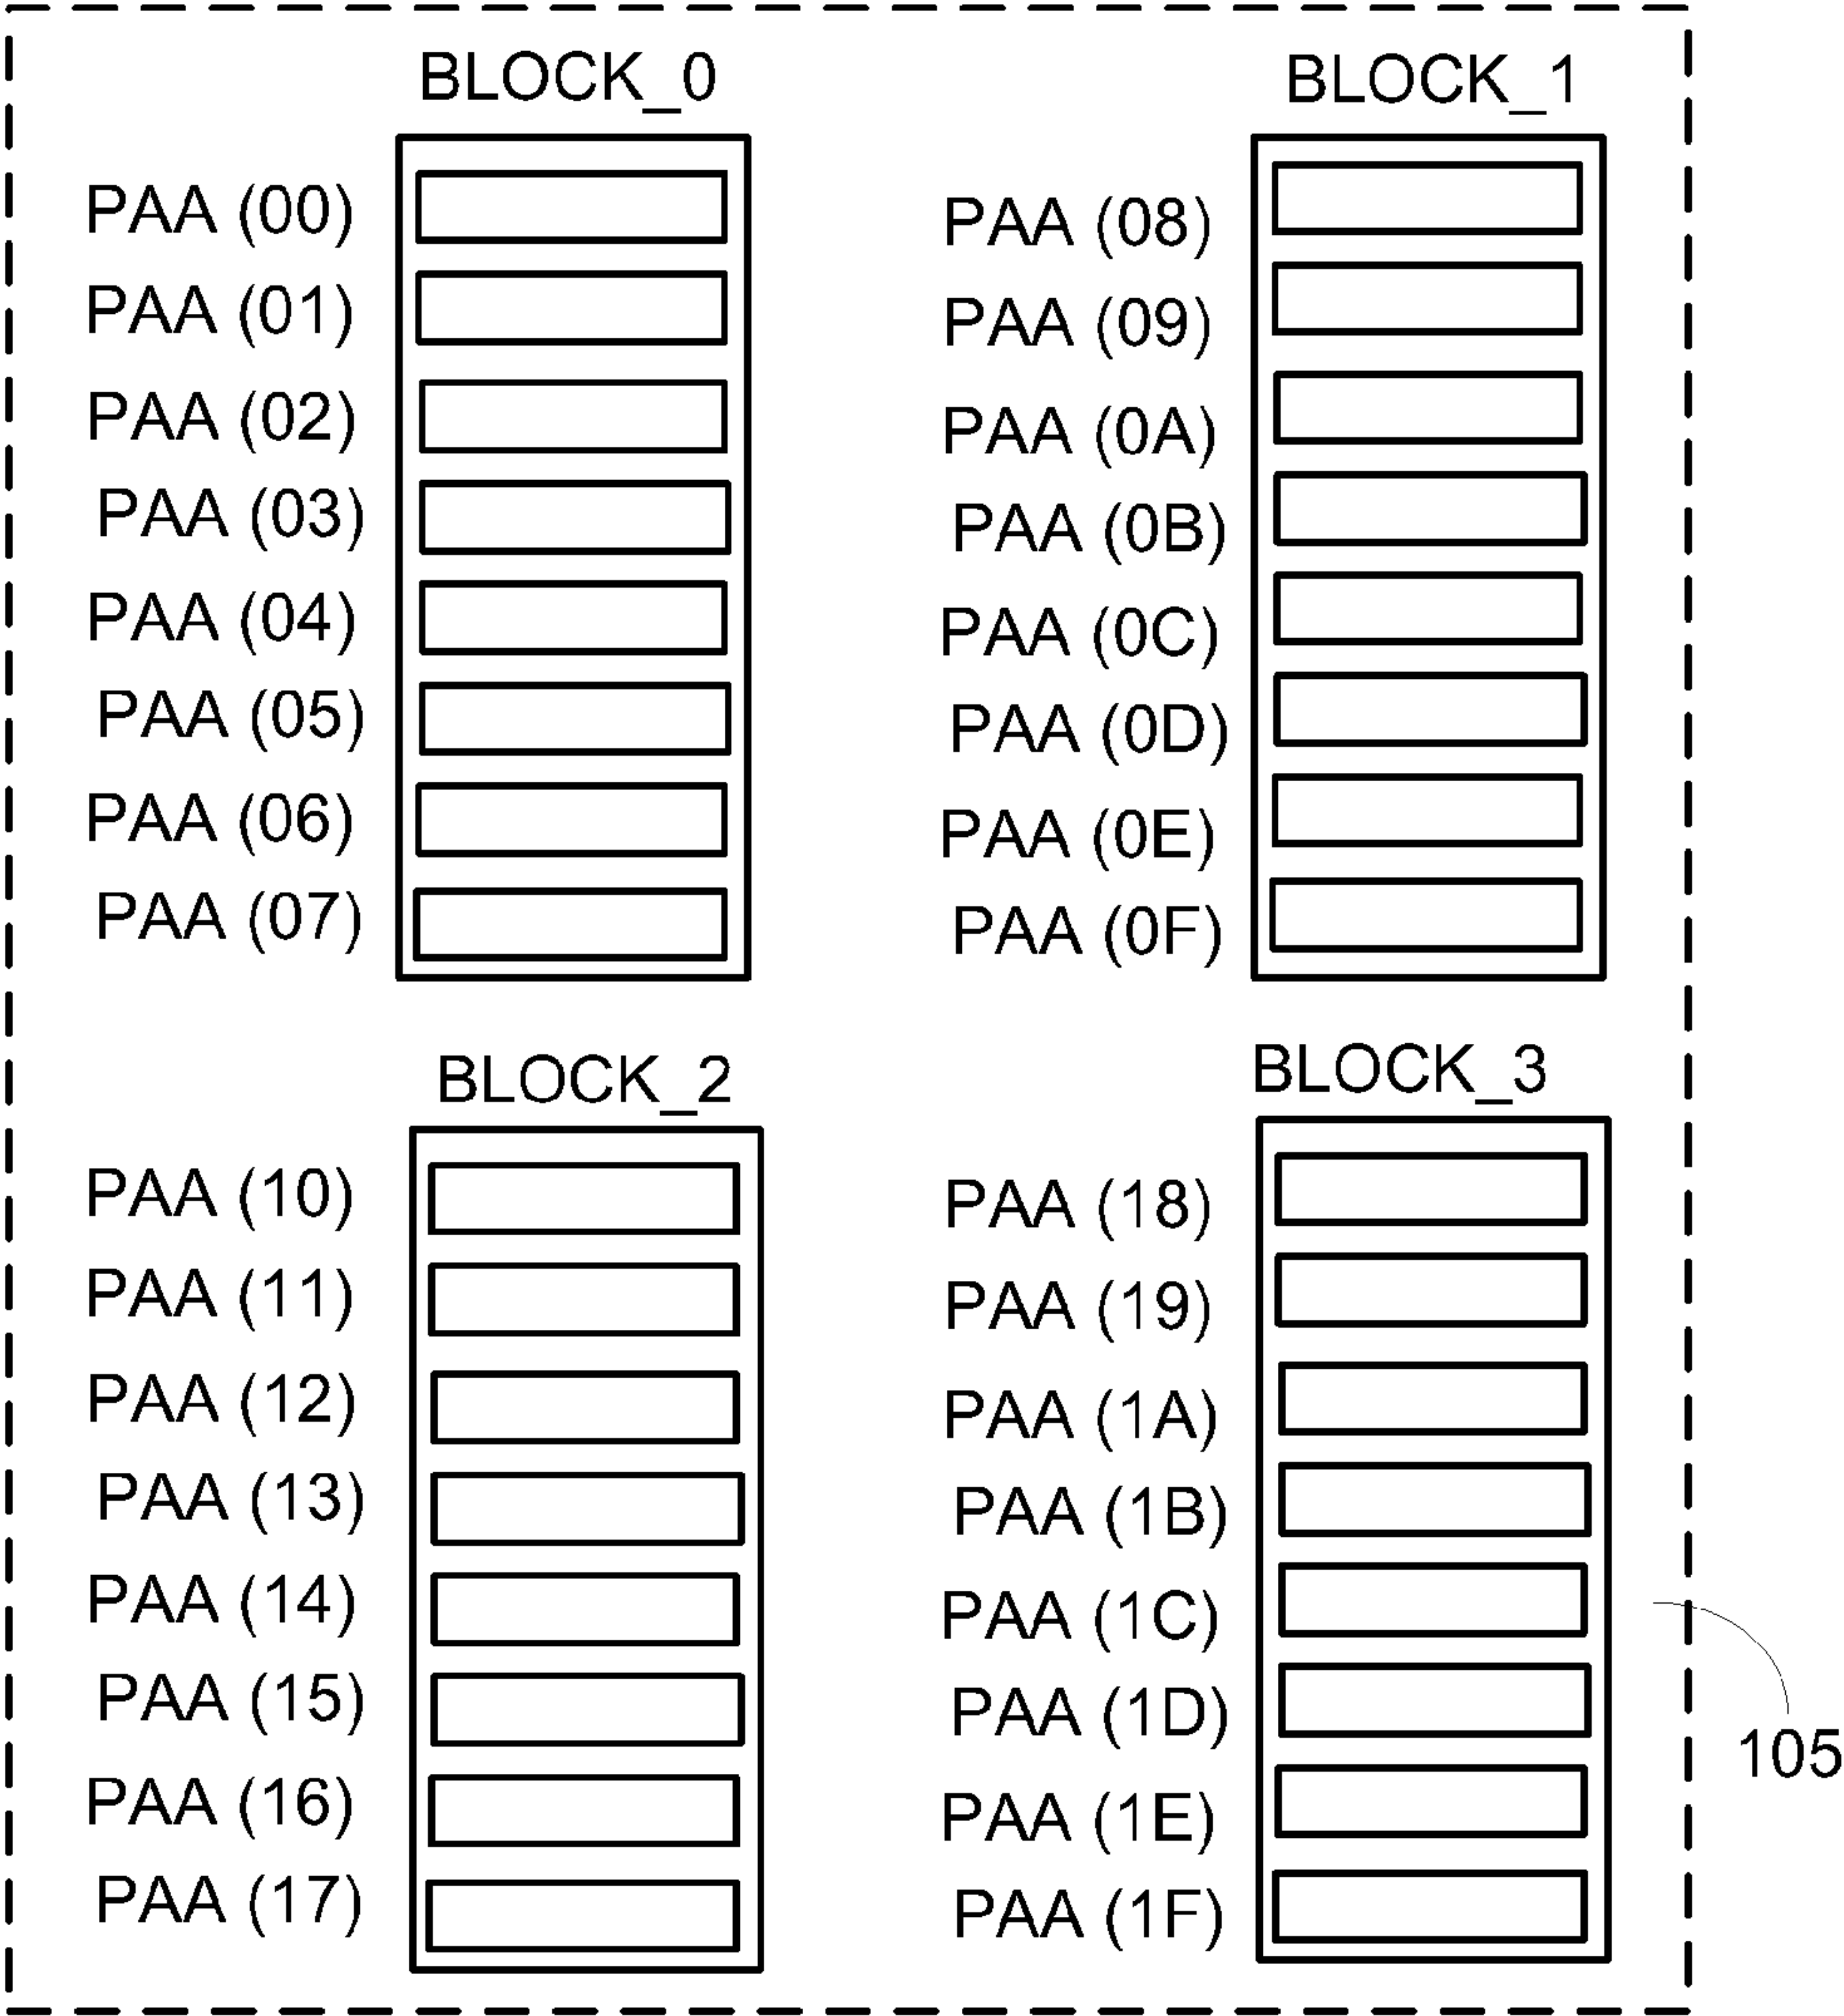 BLOCK_0
PAA (00)
PAA (01)
PAA (02)
PAA (03)
PAA (04)
PAA (05)
PAA (06)
PAA (07)
BLOCK_1
PAA (08)
PAA (09)
PAA (0A)
PAA (0B)
PAA (0C)
PAA (0D)
PAA (0E)
PAA (0F)
BLOCK_2
PAA (10)
PAA (11)
PAA (12)
PAA (13)
PAA (14)
PAA (15)
PAA (16)
PAA (17)
BLOCK_3
PAA (18)
PAA (19)
PAA (1A)
PAA (1B)
PAA (1C)
PAA (1D)
PAA (1E)
PAA (1F)
105